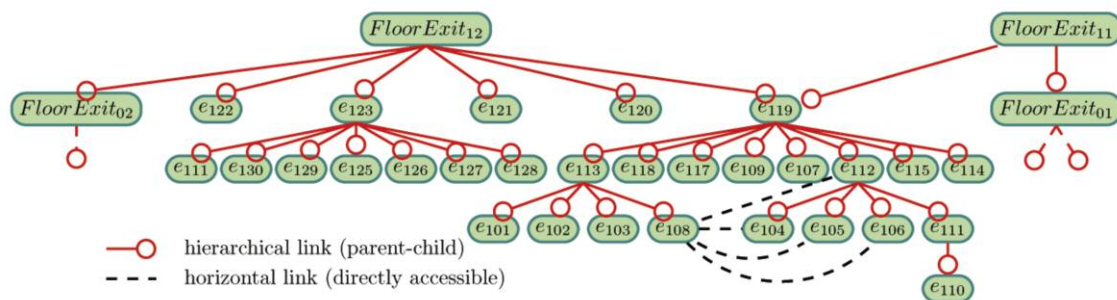 FloorExit₁₂ FloorExit₁₁
FloorExit₀₂ e₁₂₂ e₁₂₃ e₁₂₁ e₁₂₀ e₁₁₉ FloorExit₀₁
e₁₁₁ e₁₃₀ e₁₂₉ e₁₂₅ e₁₂₆ e₁₂₇ e₁₂₈ e₁₁₃ e₁₁₈ e₁₁₇ e₁₀₉ e₁₀₇ e₁₁₂ e₁₁₅ e₁₁₄
e₁₀₁ e₁₀₂ e₁₀₃ e₁₀₈ e₁₀₄ e₁₀₅ e₁₀₆ e₁₁₁
hierarchical link (parent-child)
horizontal link (directly accessible)
e₁₁₀